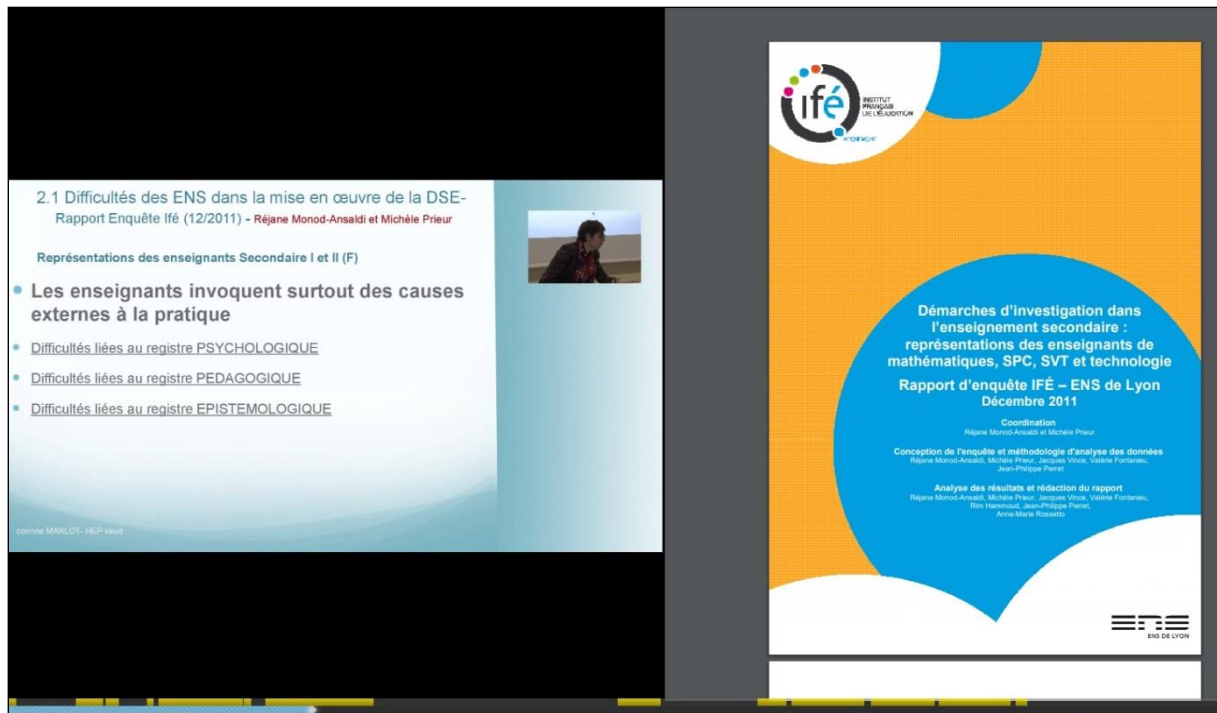 2.1 Difficultés des ENS dans la mise en œuvre de la DSE-
Rapport Enquête Ifé (12/2011) - Réjane Monod-Ansaldi et Michèle Prieur
Représentations des enseignants Secondaire I et II (F)
Les enseignants invoquent surtout des causes
externes à la pratique
Difficultés liées au registre PSYCHOLOGIQUE
Difficultés liées au registre PEDAGOGIQUE
Difficultés liées au registre EPISTEMOLOGIQUE
corinne MARLOT- HEP vaud
ifé
INSTITUT
FRANÇAIS
DE L'ÉDUCATION
Démarches d'investigation dans
l'enseignement secondaire :
représentations des enseignants de
mathématiques, SPC, SVT et technologie
Rapport d'enquête IFÉ – ENS de Lyon
Décembre 2011
Coordination
Réjane Monod-Ansaldi et Michèle Prieur
Conception de l'enquête et méthodologie d'analyse des données
Réjane Monod-Ansaldi, Michèle Prieur, Jacques Vince, Valérie Fontanieu,
Jean-Philippe Perret
Analyse des résultats et rédaction du rapport
Réjane Monod-Ansaldi, Michèle Prieur, Jacques Vince, Valérie Fontanieu,
Rim Hammoud, Jean-Philippe Perret,
Anne-Marie Rossetto
ENS
ENS DE LYON